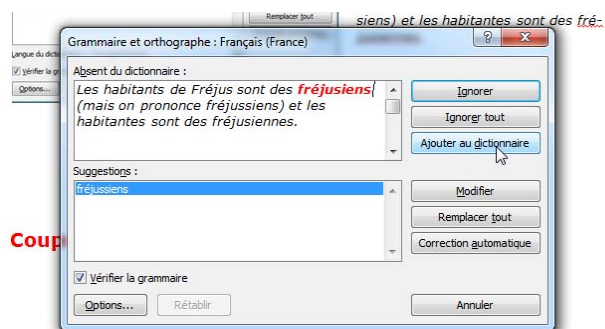 Remplacer tout
siens) et les habitantes sont des fré-
Grammaire et orthographe : Français (France)
Langue du dictio
Absent du dictionnaire :
Vérifier la gr
Options...
Les habitants de Fréjus sont des fréjusiens
(mais on prononce fréjussiens) et les
habitantes sont des fréjusiennes.
Ignorer
Ignorer tout
Ajouter au dictionnaire
Suggestions :
fréjussiens
Modifier
Remplacer tout
Correction automatique
Coup
Vérifier la grammaire
Options...
Rétablir
Annuler